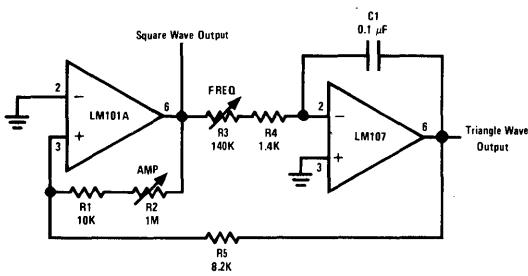 C1
0.1 µF
Square Wave Output
2
−
LM101A
6
+
3
FREQ
R3
140K
R4
1.4K
2
−
LM107
6
+
3
Triangle Wave
Output
AMP
R1
10K
R2
1M
R5
8.2K